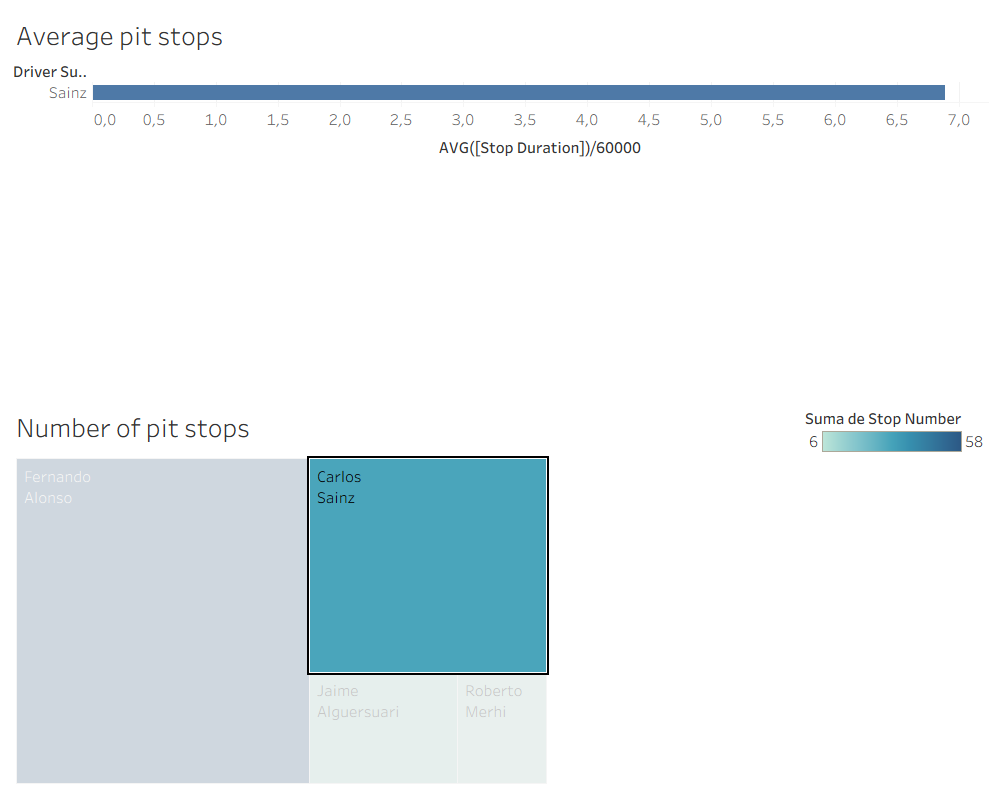 Average pit stops
Driver Su..
Sainz
0,0 0,5 1,0 1,5 2,0 2,5 3,0 3,5 4,0 4,5 5,0 5,5 6,0 6,5 7,0
AVG([Stop Duration])/60000
Number of pit stops
Suma de Stop Number
6 58
Fernando
Alonso
Carlos
Sainz
Jaime
Alguersuari
Roberto
Merhi